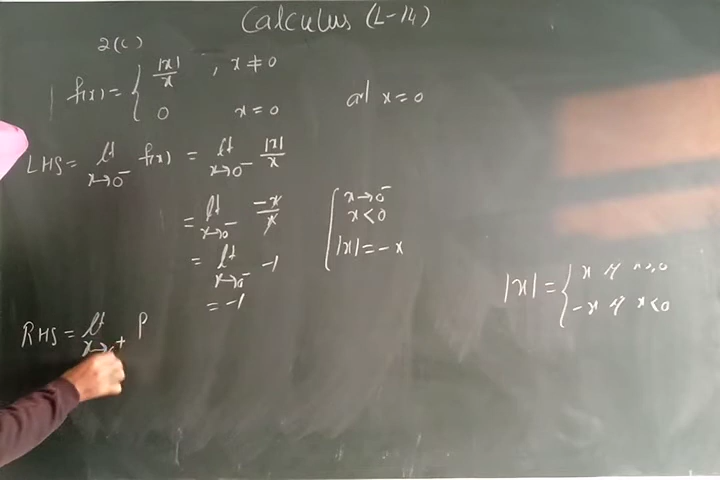 Calculus (L-14)
2(c)
f(x) = { |x|/x , x ≠ 0
0 x = 0 at x = 0
LHS = lt x→0⁻ f(x) = lt x→0⁻ |x|/x
= lt x→0⁻ -x/x
= lt x→0⁻ -1
= -1
[ x→0⁻
x < 0
|x| = -x
|x| = { x if x≥0
-x if x<0
RHS = lt x→ +